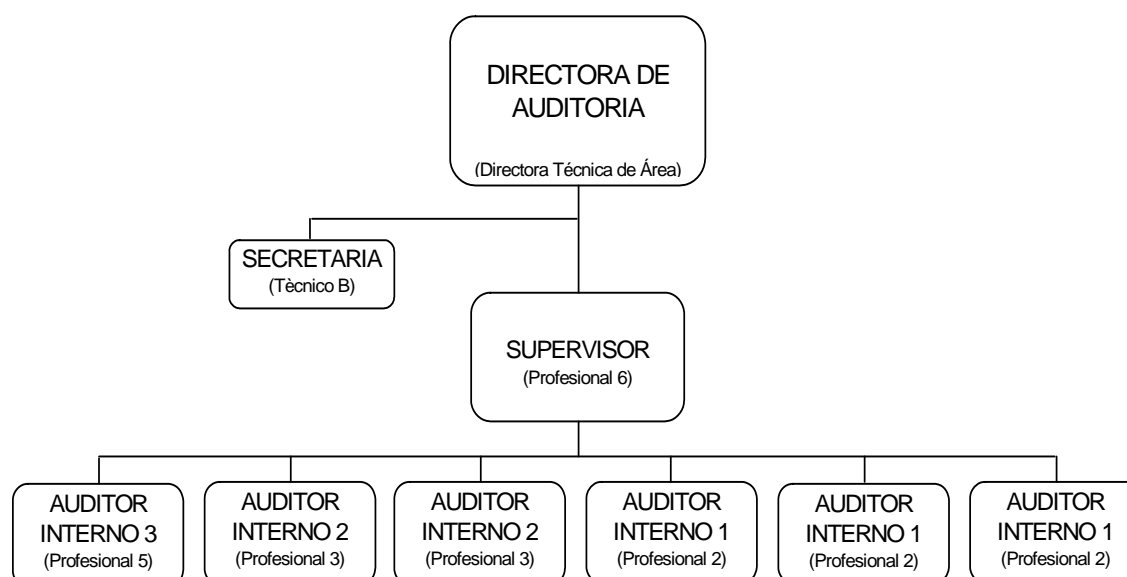 DIRECTORA DE
AUDITORIA
(Directora Técnica de Área)
SECRETARIA
(Tècnico B)
SUPERVISOR
(Profesional 6)
AUDITOR
INTERNO 3
(Profesional 5)
AUDITOR
INTERNO 2
(Profesional 3)
AUDITOR
INTERNO 2
(Profesional 3)
AUDITOR
INTERNO 1
(Profesional 2)
AUDITOR
INTERNO 1
(Profesional 2)
AUDITOR
INTERNO 1
(Profesional 2)